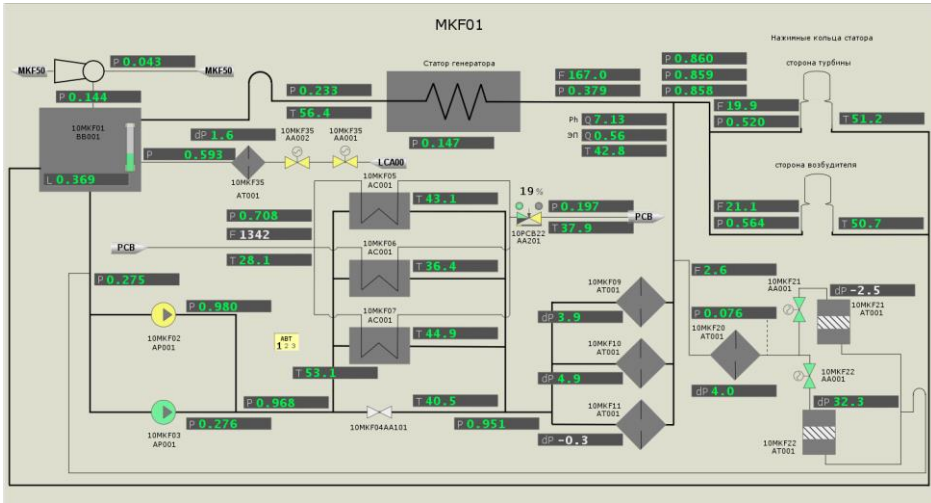 MKF01
Нажимные кольца статора
MKF50
P 0.043
MKF50
Статор генератора
сторона турбины
P 0.144
P 0.233
T 56.4
F 167.0
P 0.379
P 0.860
P 0.859
P 0.858
F 19.9
P 0.520
T 51.2
10MKF01
BB001
dP 1.6
10MKF35
AA002
10MKF35
AA001
P 0.147
Ph Q 7.13
ЭП Q 0.56
T 42.8
P 0.593
LCA00
L 0.369
10MKF35
AT001
10MKF05
AC001
T 43.1
сторона возбудителя
19 %
P 0.197
PCB
T 37.9
10PCB22
AA201
F 21.1
P 0.564
T 50.7
P 0.708
F 1342
PCB
T 28.1
10MKF06
AC001
T 36.4
P 0.275
F 2.6
10MKF21
AA001
dP -2.5
10MKF21
AT001
P 0.980
10MKF02
AP001
10MKF07
AC001
T 44.9
10MKF09
AT001
dP 3.9
P 0.076
10MKF20
AT001
АВТ
1 2 3
T 53.1
10MKF10
AT001
dP 4.9
dP 4.0
10MKF22
AA001
dP 32.3
P 0.968
T 40.5
10MKF11
AT001
P 0.276
10MKF03
AP001
10MKF04AA101
P 0.951
dP -0.3
10MKF22
AT001